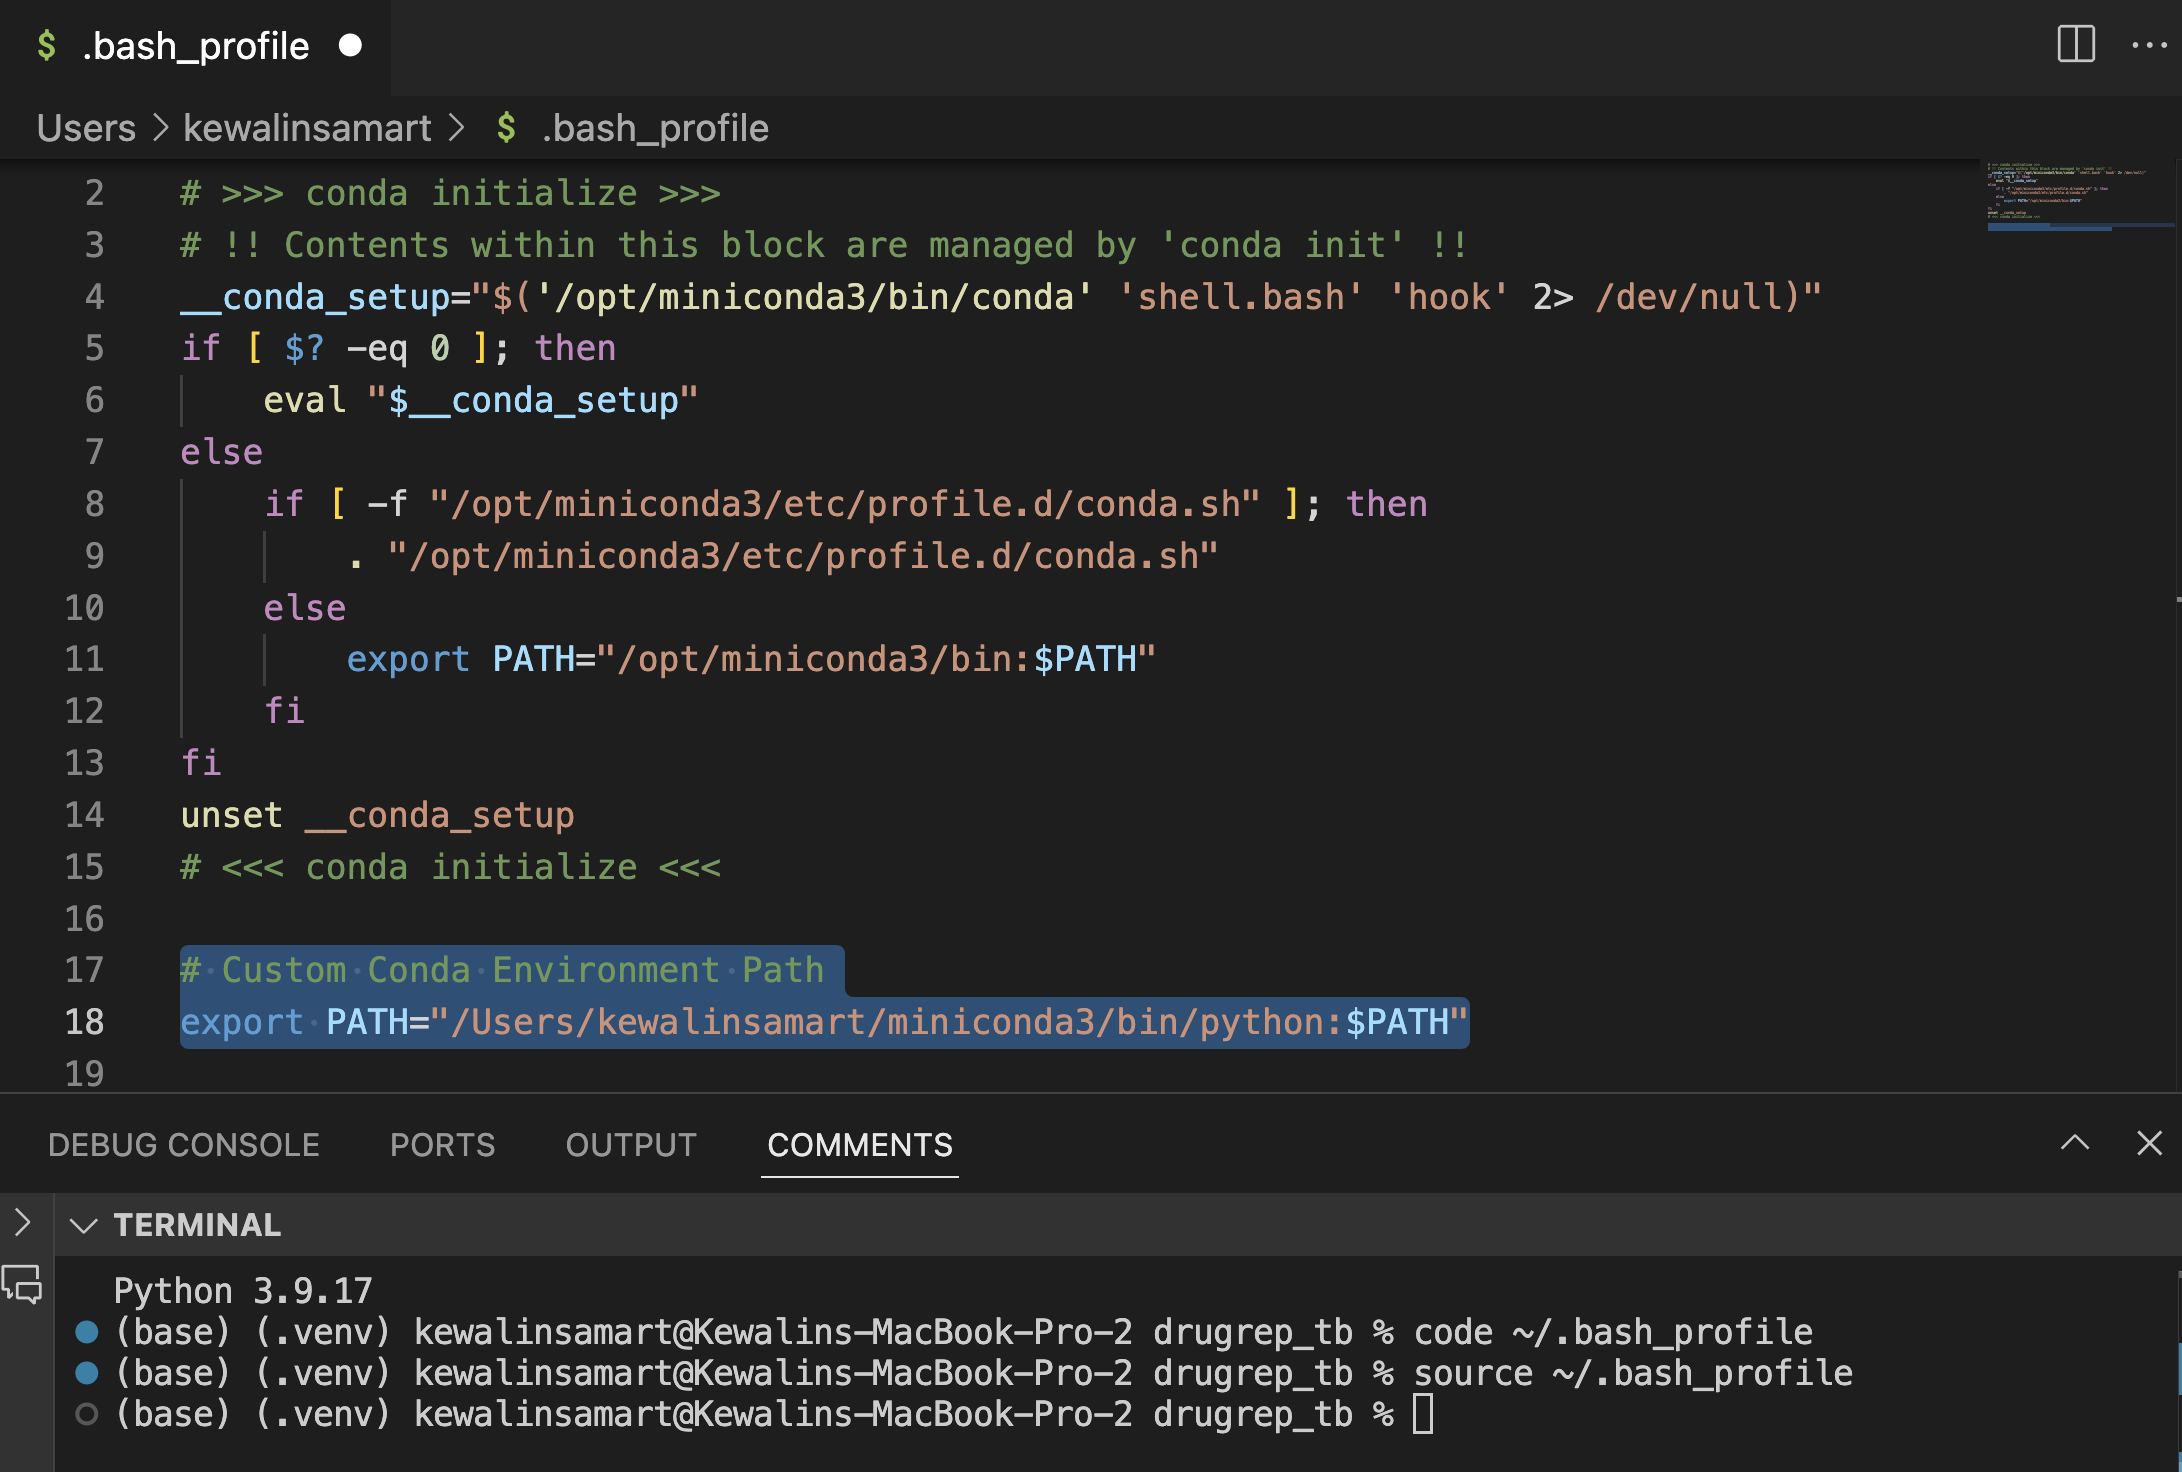 $ .bash_profile
Users > kewalinsamart > $ .bash_profile
2 # >>> conda initialize >>>
3 # !! Contents within this block are managed by 'conda init' !!
4 __conda_setup="$('/opt/miniconda3/bin/conda' 'shell.bash' 'hook' 2> /dev/null)"
5 if [ $? -eq 0 ]; then
6     eval "$__conda_setup"
7 else
8     if [ -f "/opt/miniconda3/etc/profile.d/conda.sh" ]; then
9         . "/opt/miniconda3/etc/profile.d/conda.sh"
10     else
11         export PATH="/opt/miniconda3/bin:$PATH"
12     fi
13 fi
14 unset __conda_setup
15 # <<< conda initialize <<<
16
17 # Custom Conda Environment Path
18 export PATH="/Users/kewalinsamart/miniconda3/bin/python:$PATH"
19
DEBUG CONSOLE PORTS OUTPUT COMMENTS
TERMINAL
Python 3.9.17
(base) (.venv) kewalinsamart@Kewalins-MacBook-Pro-2 drugrep_tb % code ~/.bash_profile
(base) (.venv) kewalinsamart@Kewalins-MacBook-Pro-2 drugrep_tb % source ~/.bash_profile
(base) (.venv) kewalinsamart@Kewalins-MacBook-Pro-2 drugrep_tb %